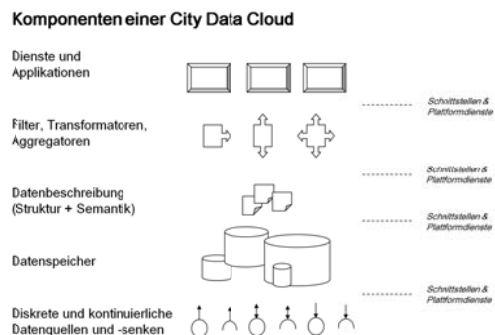 Komponenten einer City Data Cloud
Dienste und
Applikationen
Schnittstellen &
Plattformdienste
Filter, Transformatoren,
Aggregatoren
Schnittstellen &
Plattformdienste
Datenbeschreibung
(Struktur + Semantik)
Schnittstellen &
Plattformdienste
Datenspeicher
Schnittstellen &
Plattformdienste
Diskrete und kontinuierliche
Datenquellen und -senken